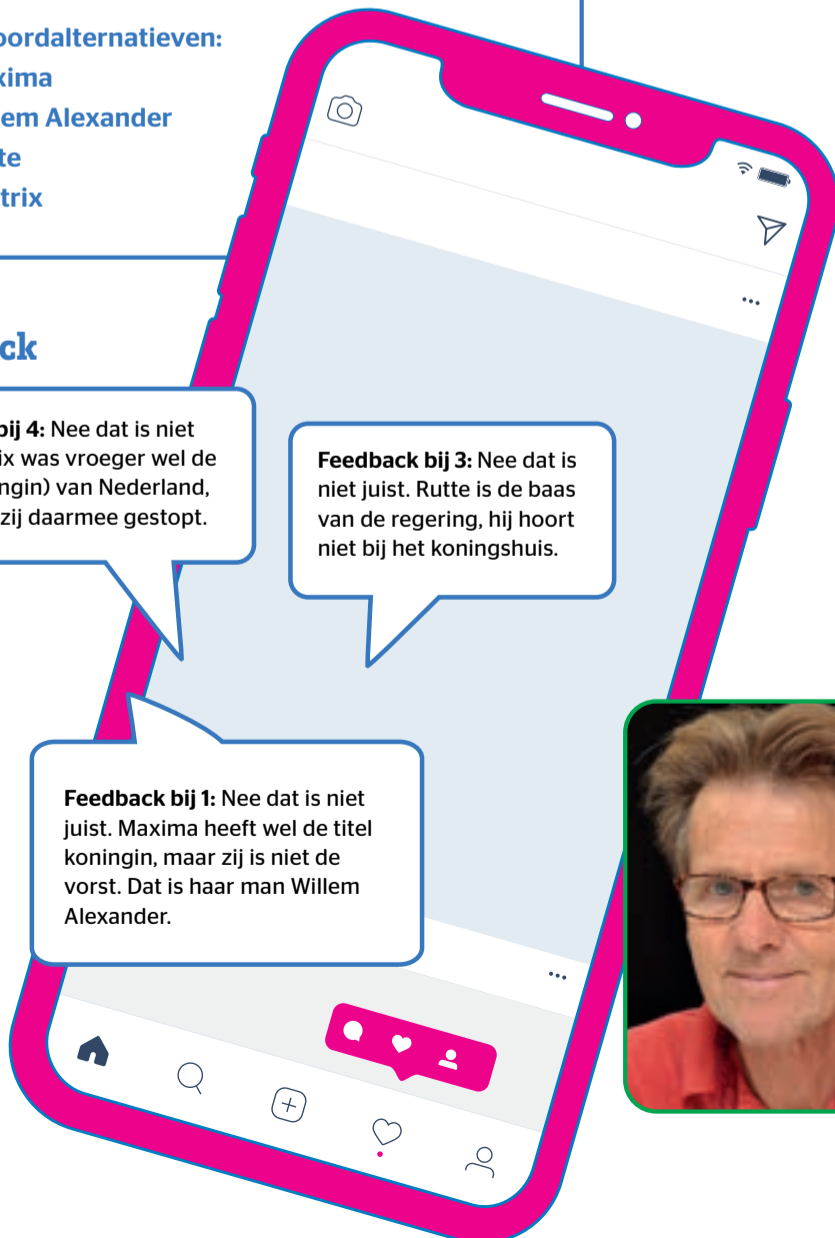 oordalternatieven:
xima
em Alexander
te
trix
ck
bij 4: Nee dat is niet
ix was vroeger wel de
ngin) van Nederland,
zij daarmee gestopt.
Feedback bij 3: Nee dat is
niet juist. Rutte is de baas
van de regering, hij hoort
niet bij het koningshuis.
Feedback bij 1: Nee dat is niet
juist. Maxima heeft wel de titel
koningin, maar zij is niet de
vorst. Dat is haar man Willem
Alexander.